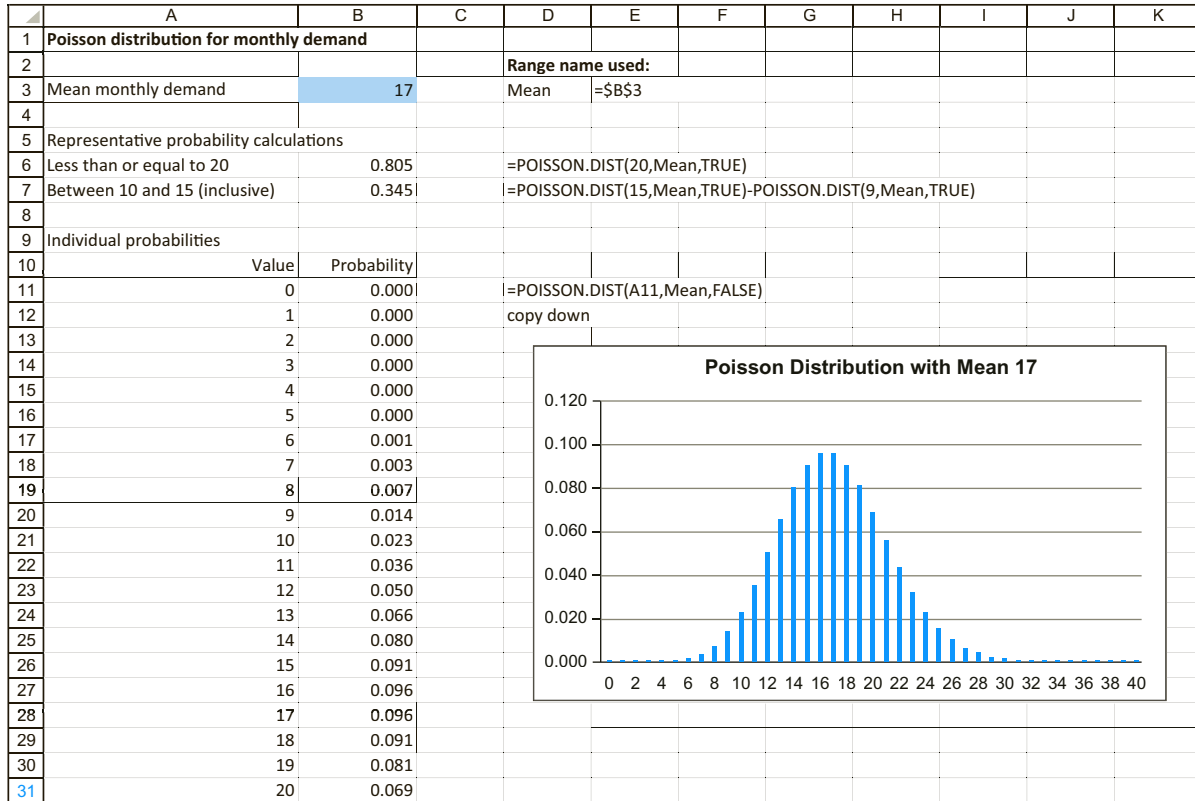 A B C D E F G H I J K
1 Poisson distribution for monthly demand
2 Range name used:
3 Mean monthly demand 17 Mean =$B$3
4
5 Representative probability calculations
6 Less than or equal to 20 0.805 =POISSON.DIST(20,Mean,TRUE)
7 Between 10 and 15 (inclusive) 0.345 =POISSON.DIST(15,Mean,TRUE)-POISSON.DIST(9,Mean,TRUE)
8
9 Individual probabilities
10 Value Probability
11 0 0.000 =POISSON.DIST(A11,Mean,FALSE)
12 1 0.000 copy down
13 2 0.000
14 3 0.000
15 4 0.000
16 5 0.000
17 6 0.001
18 7 0.003
19 8 0.007
20 9 0.014
21 10 0.023
22 11 0.036
23 12 0.050
24 13 0.066
25 14 0.080
26 15 0.091
27 16 0.096
28 17 0.096
29 18 0.091
30 19 0.081
31 20 0.069
Poisson Distribution with Mean 17
0.120
0.100
0.080
0.060
0.040
0.020
0.000
0 2 4 6 8 10 12 14 16 18 20 22 24 26 28 30 32 34 36 38 40